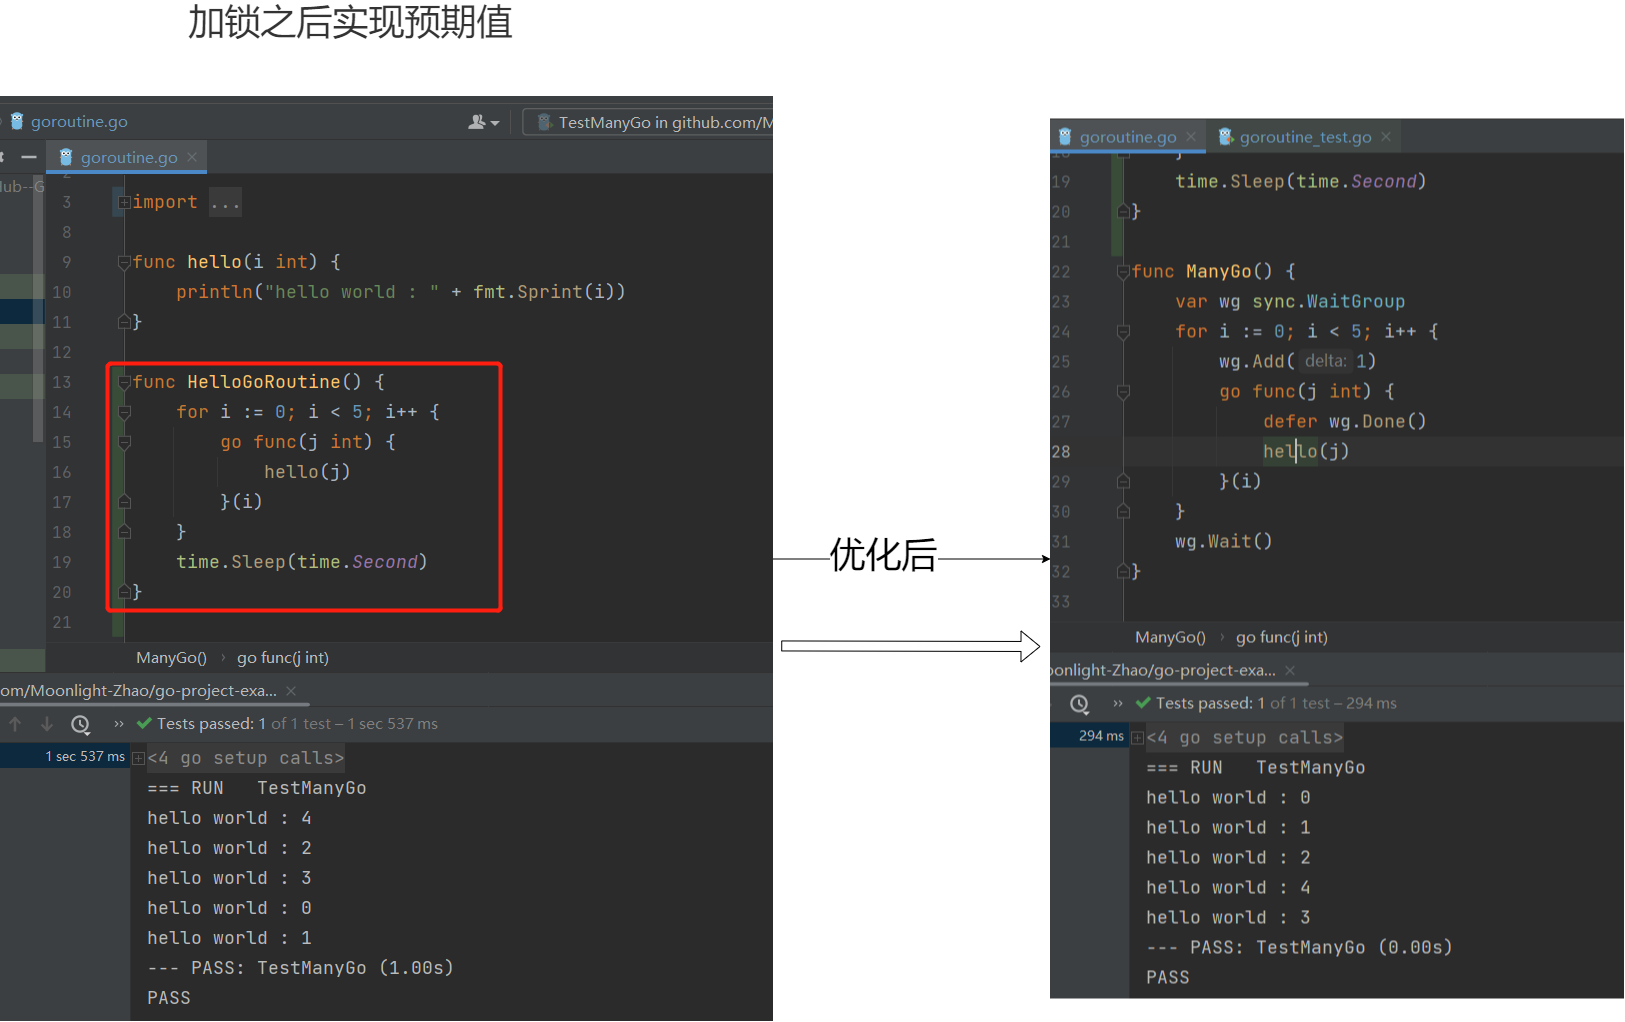 加锁之后实现预期值
goroutine.go
TestManyGo in github.com/M
goroutine.go
2
3 import ...
8
9 func hello(i int) {
10 println("hello world : " + fmt.Sprint(i))
11 }
12
13 func HelloGoRoutine() {
14 for i := 0; i < 5; i++ {
15 go func(j int) {
16 hello(j)
17 }(i)
18 }
19 time.Sleep(time.Second)
20 }
21
ManyGo() › go func(j int)
om/Moonlight-Zhao/go-project-exa...
Tests passed: 1 of 1 test – 1 sec 537 ms
1 sec 537 ms
<4 go setup calls>
=== RUN TestManyGo
hello world : 4
hello world : 2
hello world : 3
hello world : 0
hello world : 1
--- PASS: TestManyGo (1.00s)
PASS
优化后
goroutine.go
goroutine_test.go
18 }
19 time.Sleep(time.Second)
20 }
21
22 func ManyGo() {
23 var wg sync.WaitGroup
24 for i := 0; i < 5; i++ {
25 wg.Add( delta: 1)
26 go func(j int) {
27 defer wg.Done()
28 hello(j)
29 }(i)
30 }
31 wg.Wait()
32 }
33
ManyGo() › go func(j int)
oonlight-Zhao/go-project-exa...
Tests passed: 1 of 1 test – 294 ms
294 ms
<4 go setup calls>
=== RUN TestManyGo
hello world : 0
hello world : 1
hello world : 2
hello world : 4
hello world : 3
--- PASS: TestManyGo (0.00s)
PASS